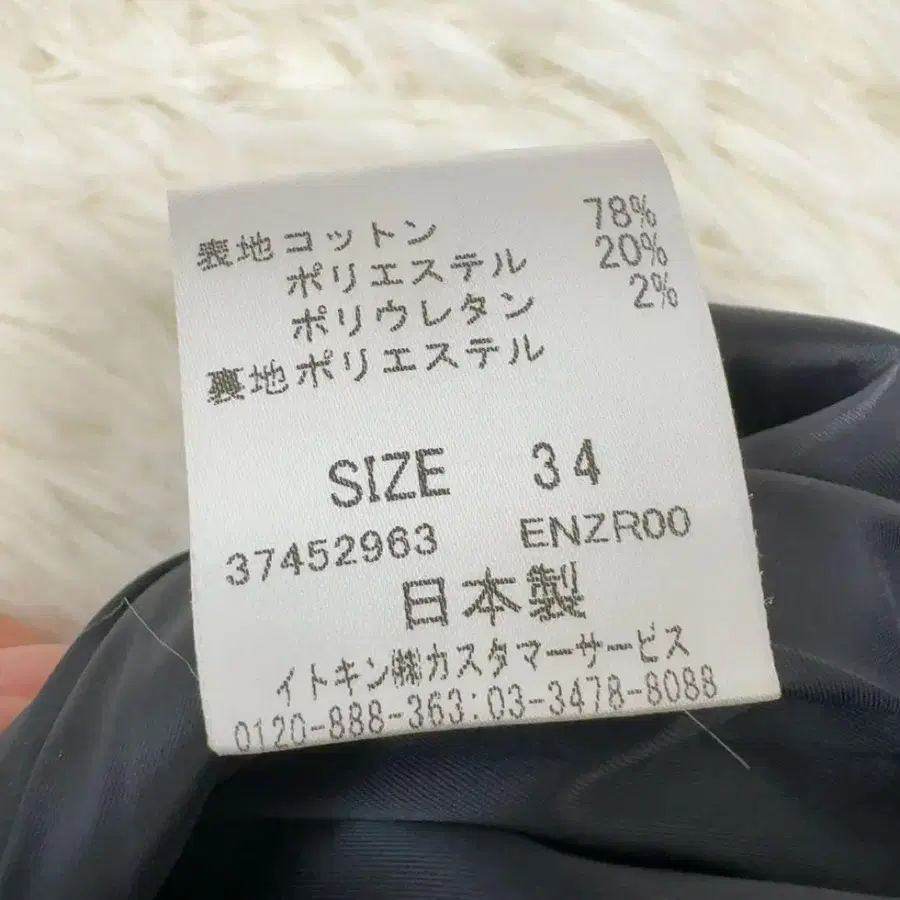 表地コットン 78%
ポリエステル 20%
ポリウレタン 2%
裏地ポリエステル
SIZE 34
37452963 ENZR00
日本製
イトキン㈱カスタマーサービス
0120-888-363:03-3478-8088